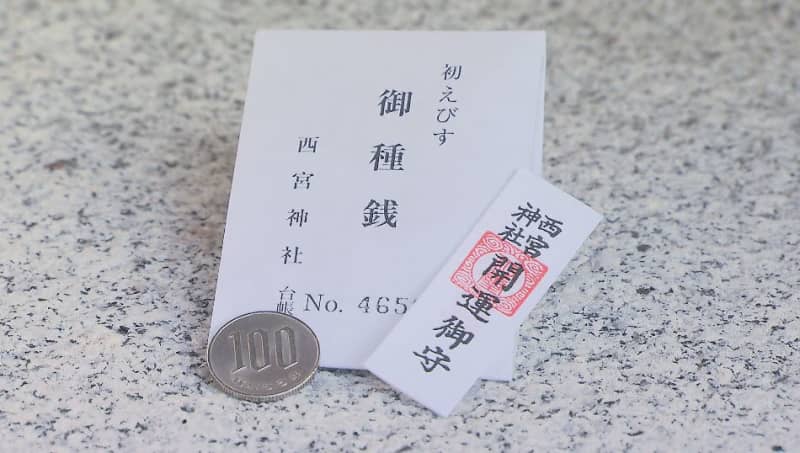 初えびす
御種銭
西宮神社
台帳 No. 465
西宮
神社
開運御守
100